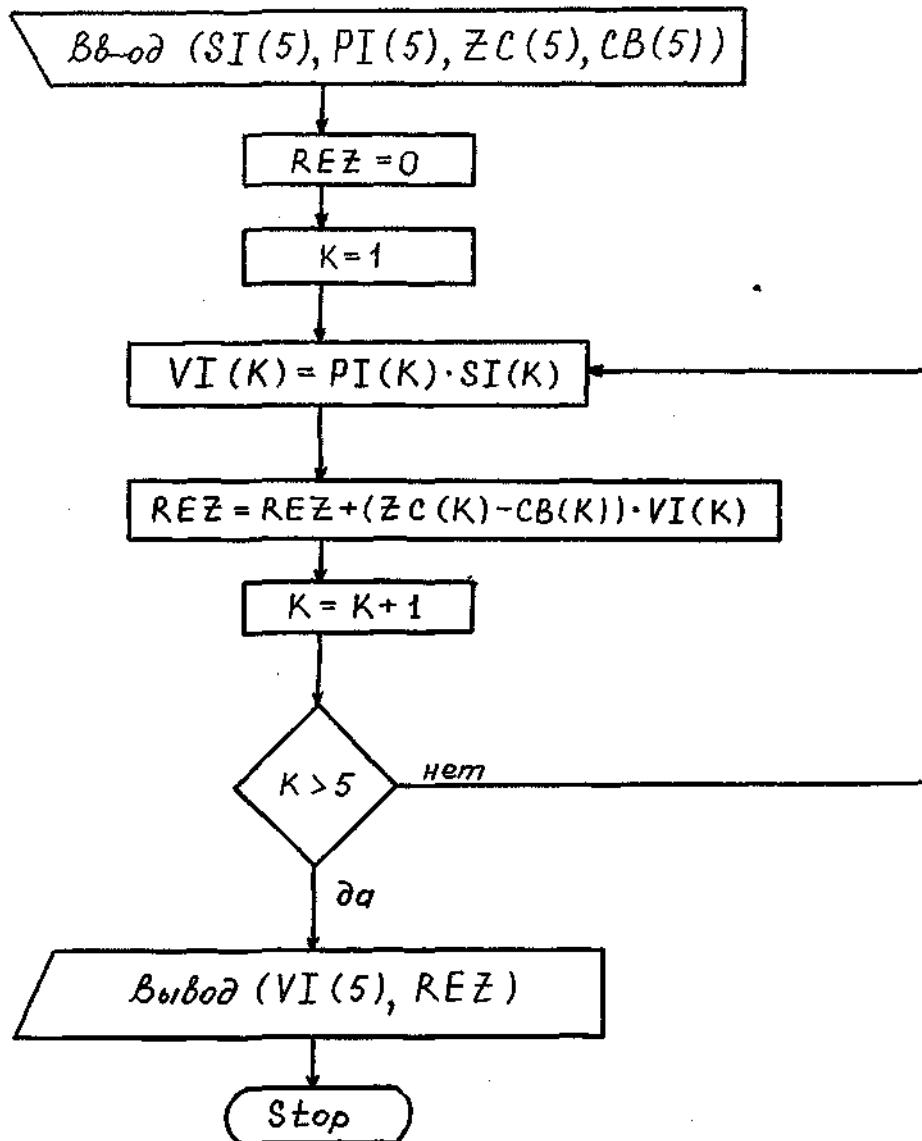 Ввод (SI(5), PI(5), ZC(5), CB(5))
REZ = 0
K = 1
VI(K) = PI(K)·SI(K)
REZ = REZ + (ZC(K) - CB(K))·VI(K)
K = K + 1
K > 5
нет
да
Вывод (VI(5), REZ)
Stop